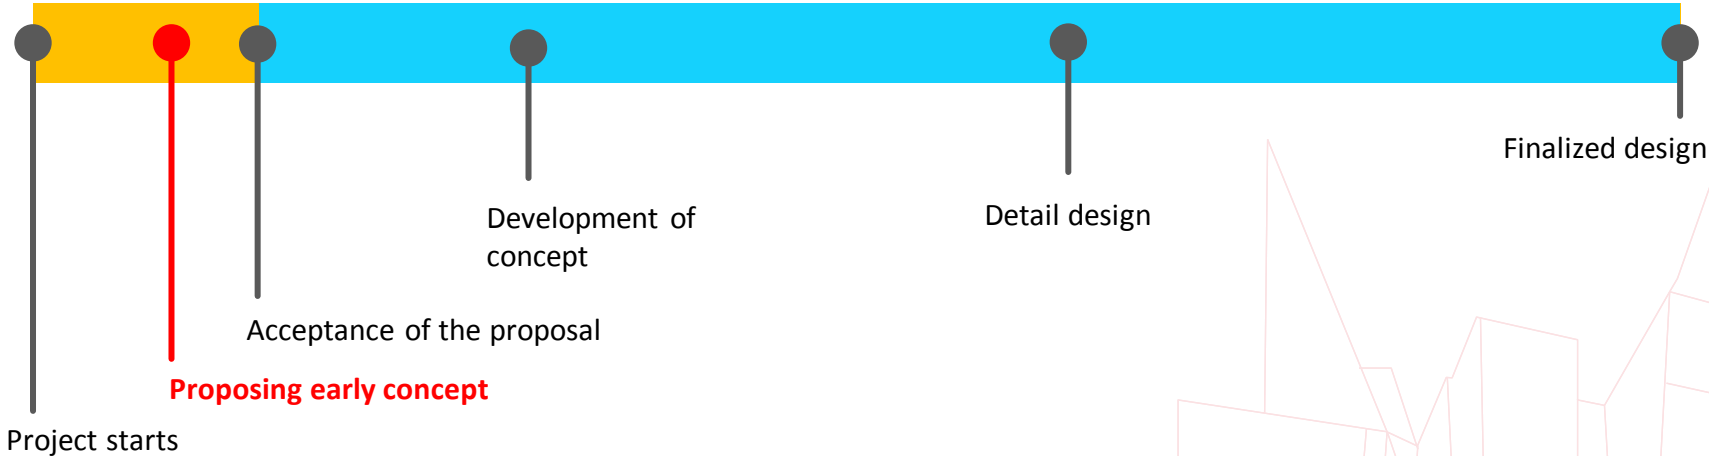 Finalized design
Development of
concept
Detail design
Acceptance of the proposal
Proposing early concept
Project starts